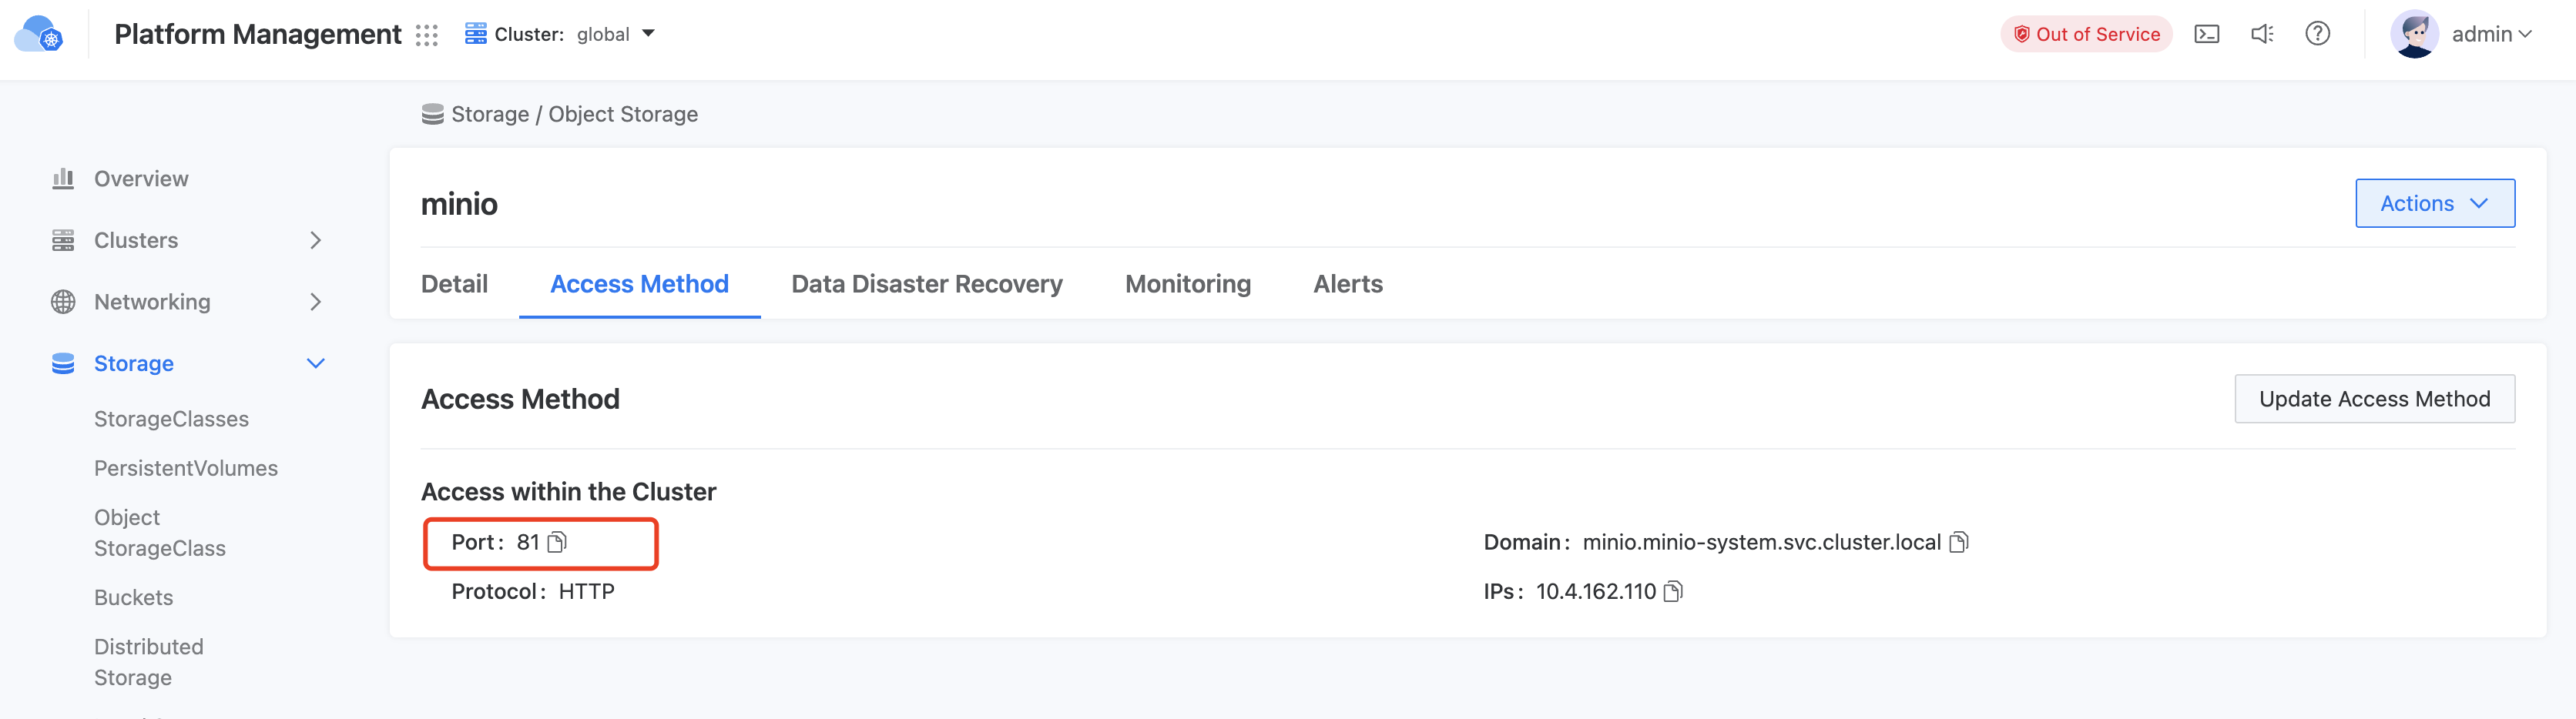 Platform Management
Cluster: global
Out of Service
admin
Storage / Object Storage
Overview
Clusters
Networking
Storage
StorageClasses
PersistentVolumes
Object
StorageClass
Buckets
Distributed
Storage
minio
Actions
Detail
Access Method
Data Disaster Recovery
Monitoring
Alerts
Access Method
Update Access Method
Access within the Cluster
Port: 81
Domain: minio.minio-system.svc.cluster.local
Protocol: HTTP
IPs: 10.4.162.110